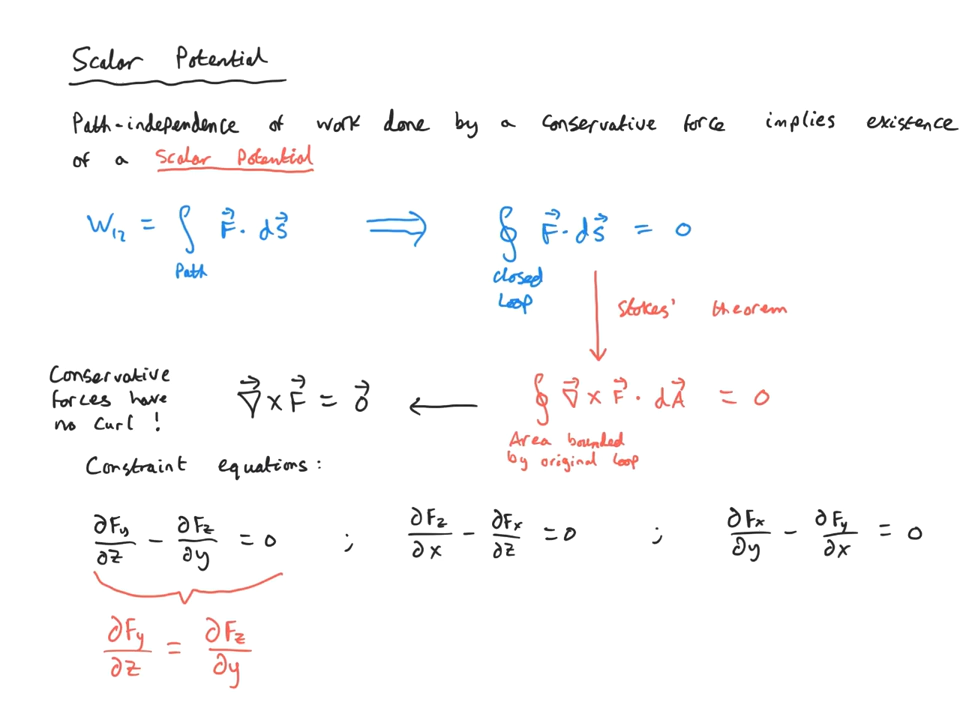 Scalar Potential
Path-independence of work done by a conservative force implies existence
of a scalar potential
W₁₂ = ∫ F⃗ · ds⃗ ⟹ ∮ F⃗ · ds⃗ = 0
Path
closed
loop
Stokes' theorem
Conservative
forces have
no curl !
∇⃗ × F⃗ = 0⃗ ⟵ ∮ ∇⃗ × F⃗ · dA⃗ = 0
Area bounded
by original loop
Constraint equations:
∂Fy/∂z − ∂Fz/∂y = 0 ; ∂Fz/∂x − ∂Fx/∂z = 0 ; ∂Fx/∂y − ∂Fy/∂x = 0
∂Fy/∂z = ∂Fz/∂y